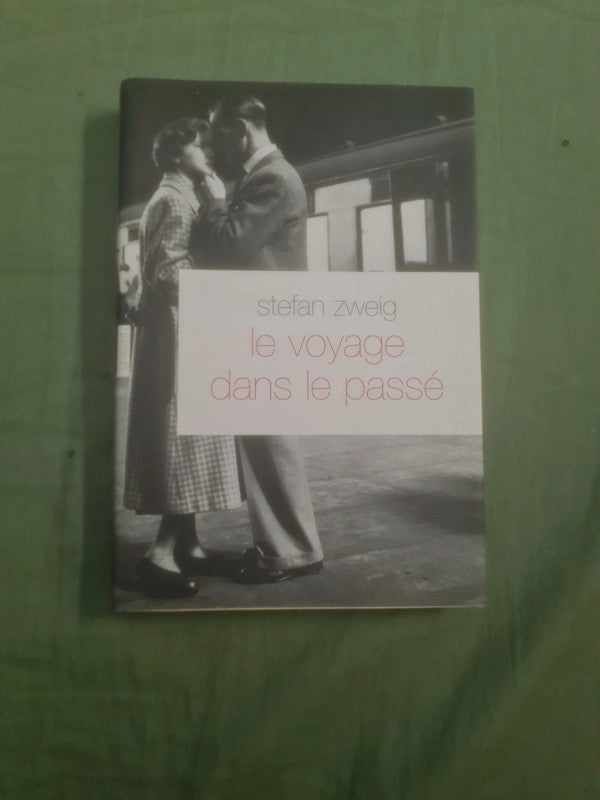 stefan zweig
le voyage
dans le passé